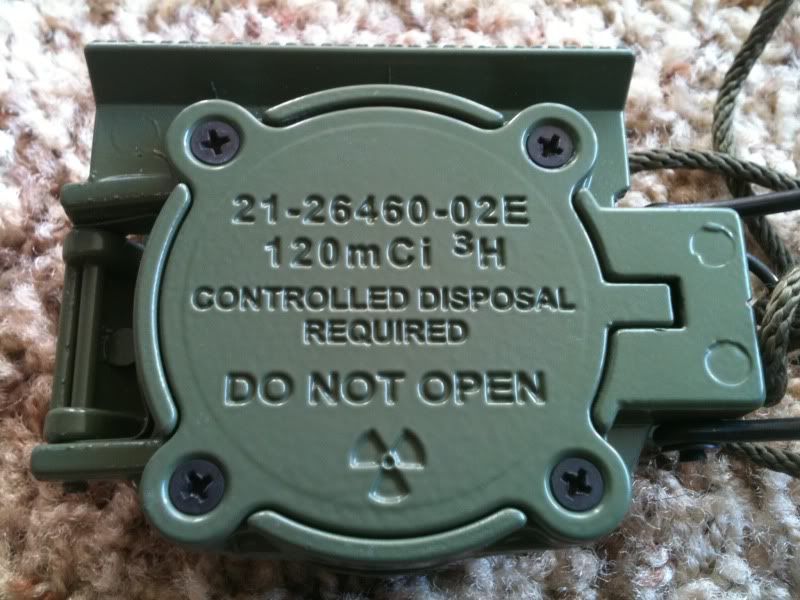 21-26460-02E
120mCi ³H
CONTROLLED DISPOSAL
REQUIRED
DO NOT OPEN